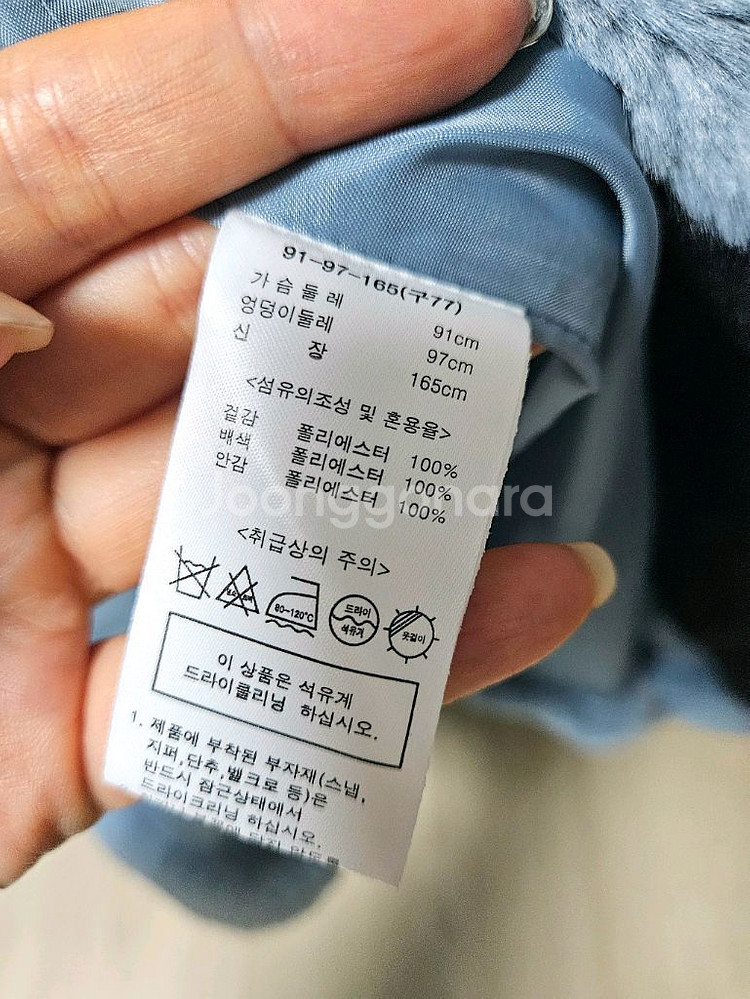 91-97-165(구77)
가 슴 둘 레 91cm
엉덩이둘레 97cm
신 장 165cm
<섬유의조성 및 혼용율>
겉감 폴리에스터 100%
배색 폴리에스터 100%
안감 폴리에스터 100%
Joonggonara
<취급상의 주의>
80-120℃
드라이
석유계
옷걸이
이 상품은 석유계
드라이클리닝 하십시오.
1. 제품에 부착된 부자재(스냅,
지퍼,단추,벨크로 등)은
반드시 잠근상태에서
드라이크리닝 하십시오.